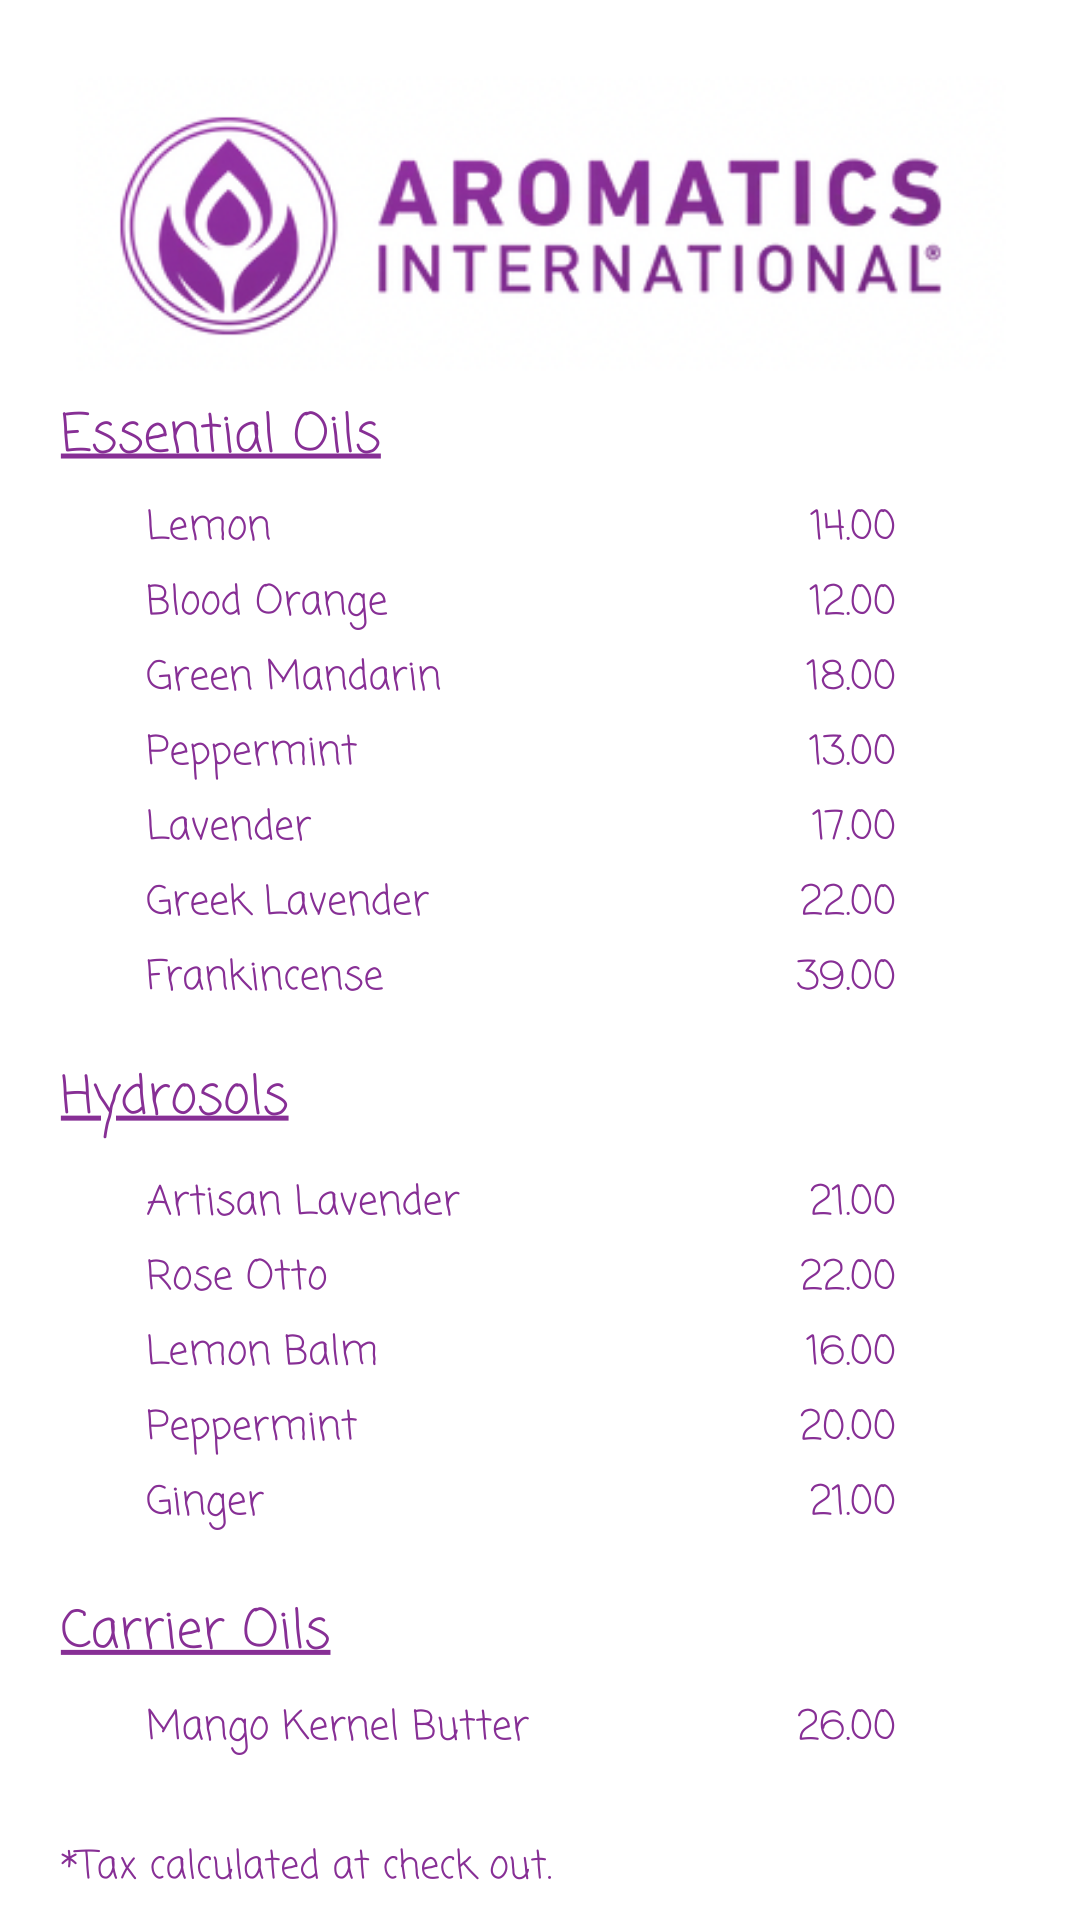 AROMATICS
INTERNATIONAL®
Essential Oils
Lemon 14.00
Blood Orange 12.00
Green Mandarin 18.00
Peppermint 13.00
Lavender 17.00
Greek Lavender 22.00
Frankincense 39.00
Hydrosols
Artisan Lavender 21.00
Rose Otto 22.00
Lemon Balm 16.00
Peppermint 20.00
Ginger 21.00
Carrier Oils
Mango Kernel Butter 26.00
*Tax calculated at check out.